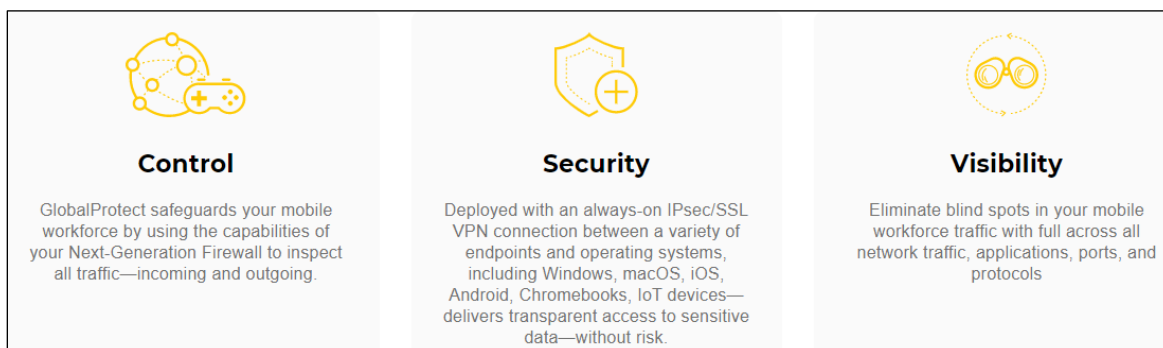 Control
GlobalProtect safeguards your mobile
workforce by using the capabilities of
your Next-Generation Firewall to inspect
all traffic—incoming and outgoing.
Security
Deployed with an always-on IPsec/SSL
VPN connection between a variety of
endpoints and operating systems,
including Windows, macOS, iOS,
Android, Chromebooks, IoT devices—
delivers transparent access to sensitive
data—without risk.
Visibility
Eliminate blind spots in your mobile
workforce traffic with full across all
network traffic, applications, ports, and
protocols